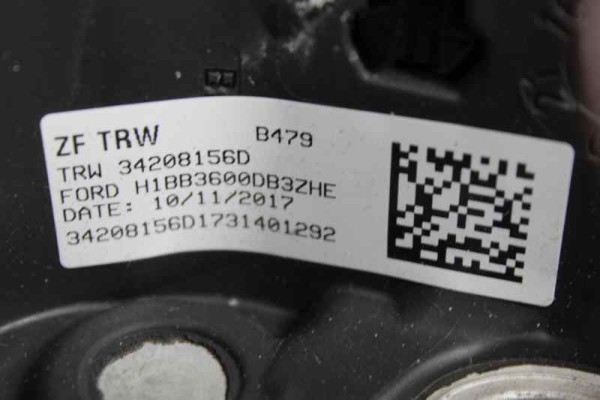 ZF TRW B479
TRW 34208156D
FORD H1BB3600DB3ZHE
DATE: 10/11/2017
34208156D1731401292